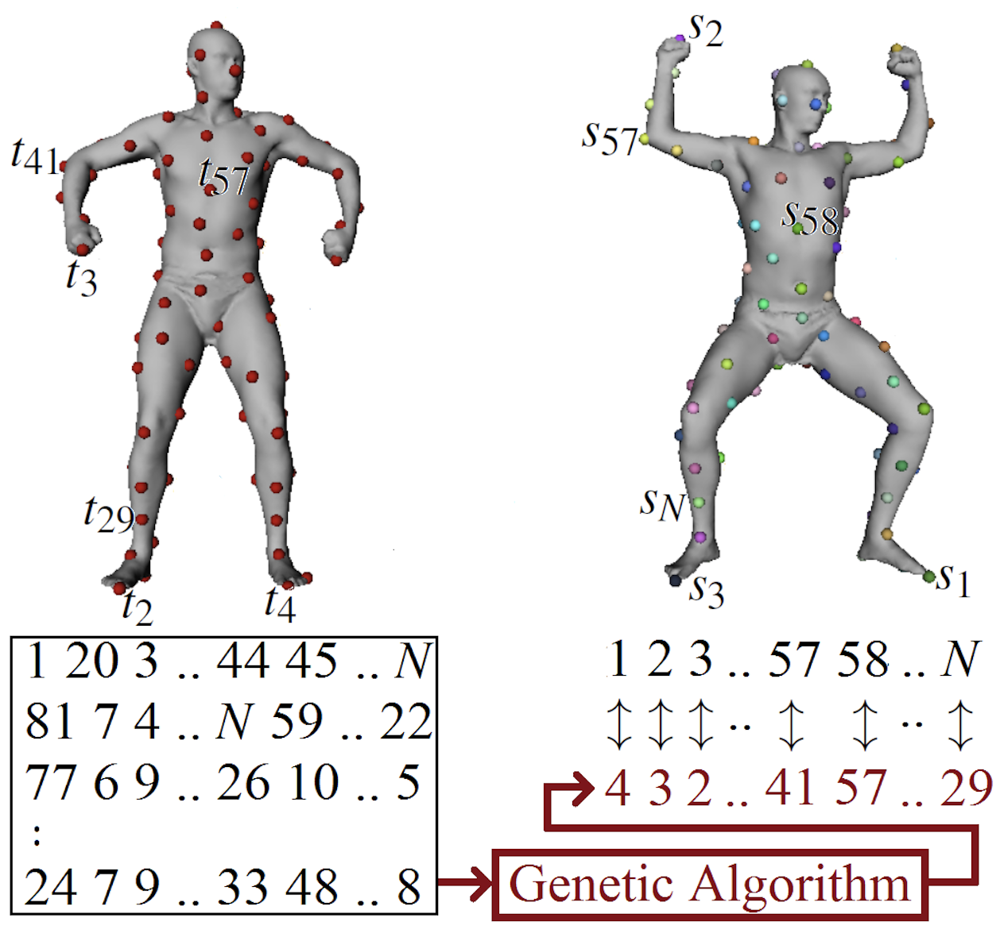 t41
t57
t3
t29
t2
t4
s2
s57
s58
sN
s3
s1
1 20 3 .. 44 45 .. N
81 7 4 .. N 59 .. 22
77 6 9 .. 26 10 .. 5
:
24 7 9 .. 33 48 .. 8
1 2 3 .. 57 58 .. N
↕ ↕ ↕ .. ↕ ↕ .. ↕
4 3 2 .. 41 57 .. 29
Genetic Algorithm